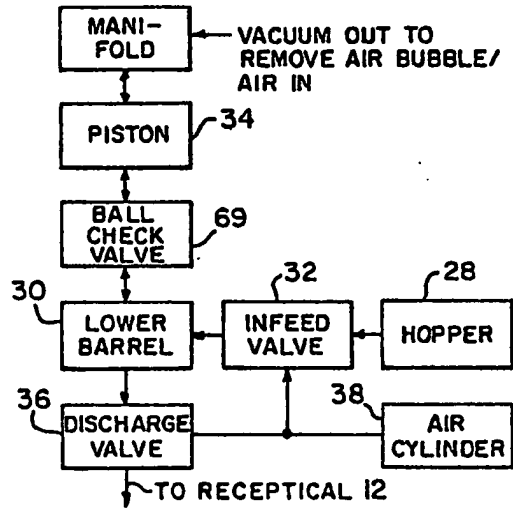 MANI-
FOLD
VACUUM OUT TO
REMOVE AIR BUBBLE/
AIR IN
PISTON
34
BALL
CHECK
VALVE
69
30
LOWER
BARREL
32
INFEED
VALVE
28
HOPPER
36
DISCHARGE
VALVE
38
AIR
CYLINDER
TO RECEPTICAL 12